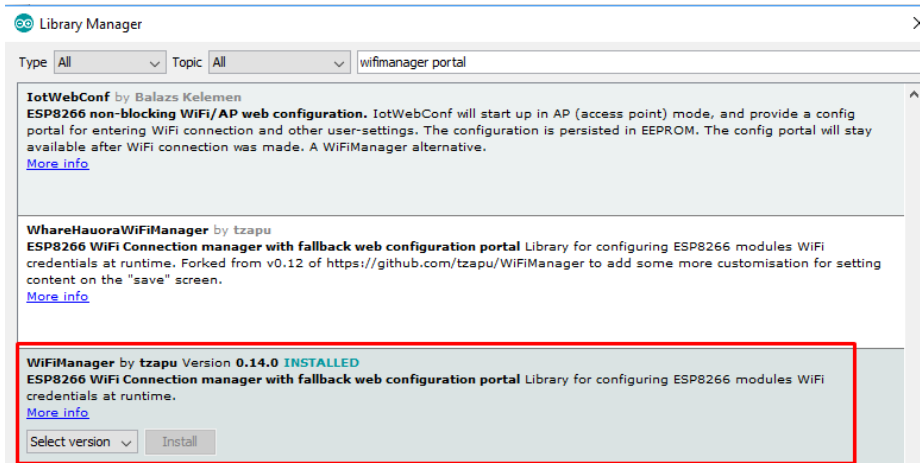 Library Manager
Type All Topic All wifimanager portal
IotWebConf by Balazs Kelemen
ESP8266 non-blocking WiFi/AP web configuration. IotWebConf will start up in AP (access point) mode, and provide a config
portal for entering WiFi connection and other user-settings. The configuration is persisted in EEPROM. The config portal will stay
available after WiFi connection was made. A WiFiManager alternative.
More info
WhareHauoraWiFiManager by tzapu
ESP8266 WiFi Connection manager with fallback web configuration portal Library for configuring ESP8266 modules WiFi
credentials at runtime. Forked from v0.12 of https://github.com/tzapu/WiFiManager to add some more customisation for setting
content on the "save" screen.
More info
WiFiManager by tzapu Version 0.14.0 INSTALLED
ESP8266 WiFi Connection manager with fallback web configuration portal Library for configuring ESP8266 modules WiFi
credentials at runtime.
More info
Select version Install